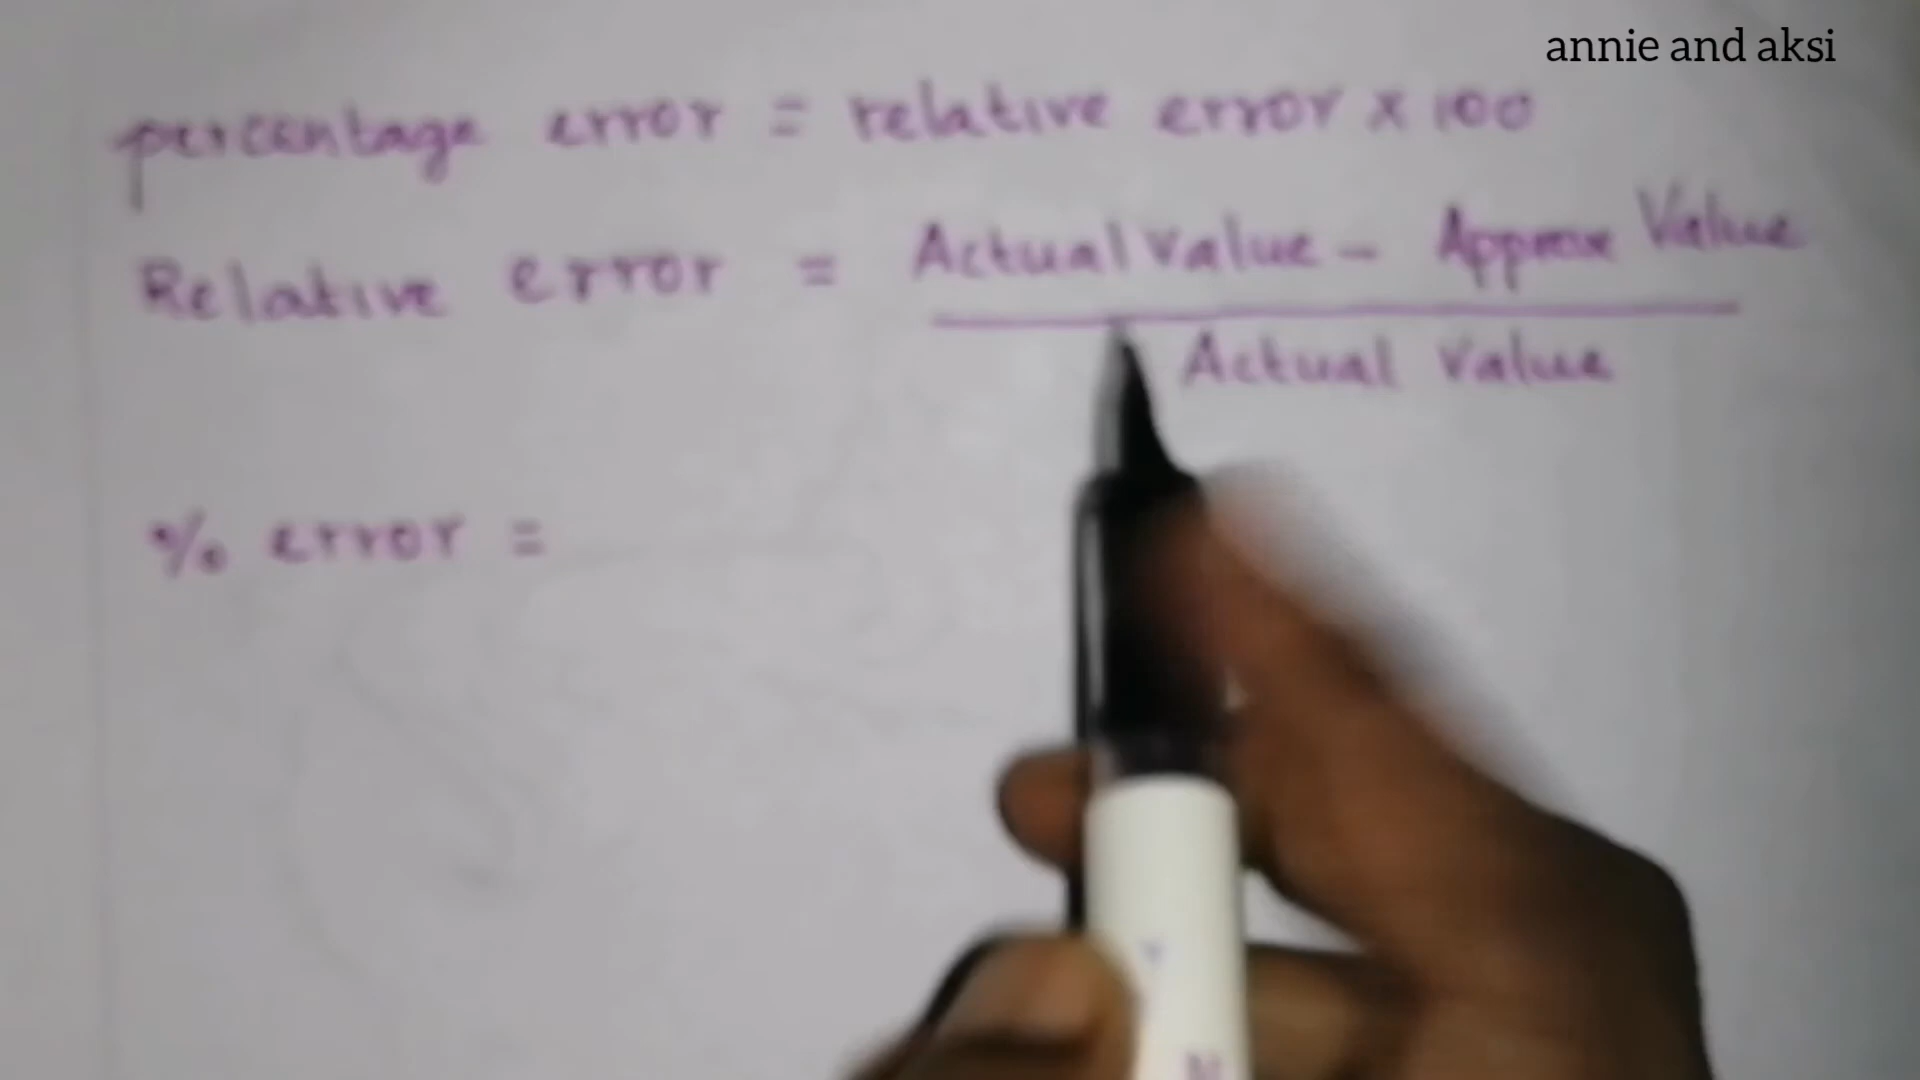 annie and aksi
percentage error = relative error x 100
Relative error = Actual value - Approx Value
Actual value
% error =